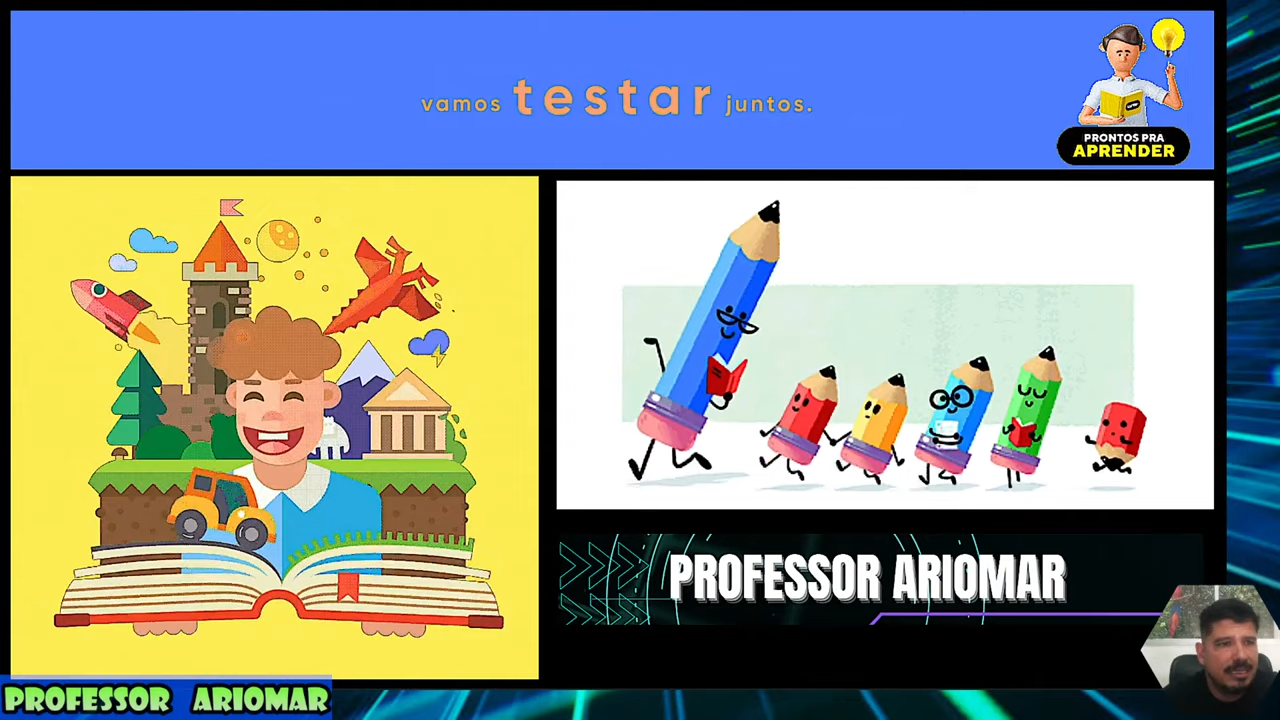 vamos testar juntos.
PRONTOS PRA
APRENDER
PROFESSOR ARIOMAR
PROFESSOR ARIOMAR